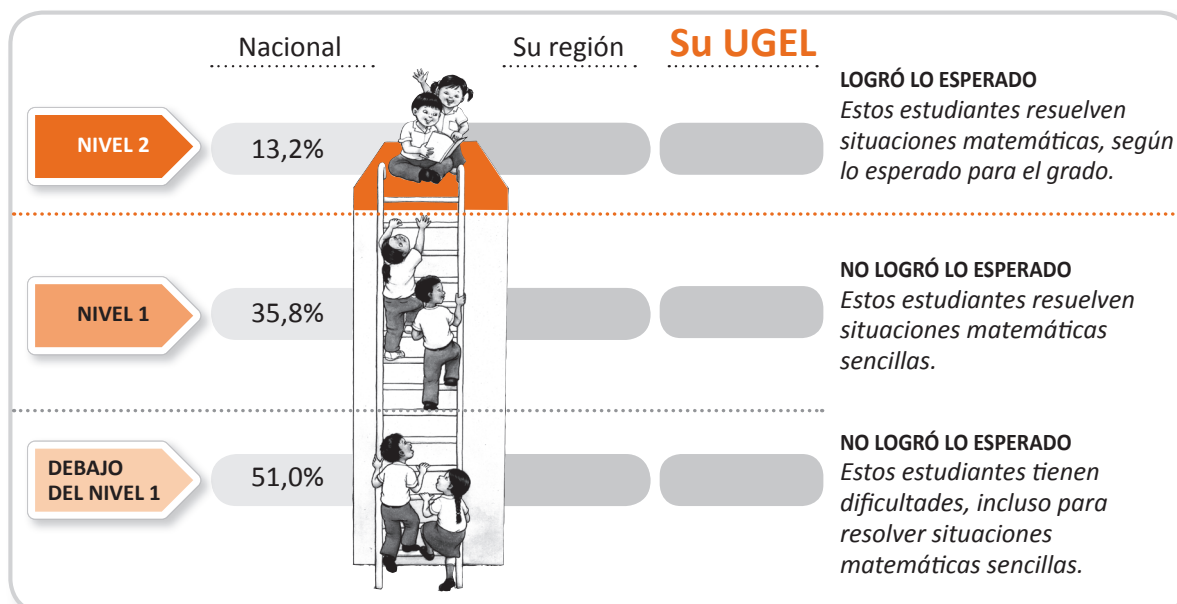 Nacional
Su región
Su UGEL
NIVEL 2
13,2%
LOGRÓ LO ESPERADO
Estos estudiantes resuelven
situaciones matemáticas, según
lo esperado para el grado.
NIVEL 1
35,8%
NO LOGRÓ LO ESPERADO
Estos estudiantes resuelven
situaciones matemáticas
sencillas.
DEBAJO
DEL NIVEL 1
51,0%
NO LOGRÓ LO ESPERADO
Estos estudiantes tienen
dificultades, incluso para
resolver situaciones
matemáticas sencillas.